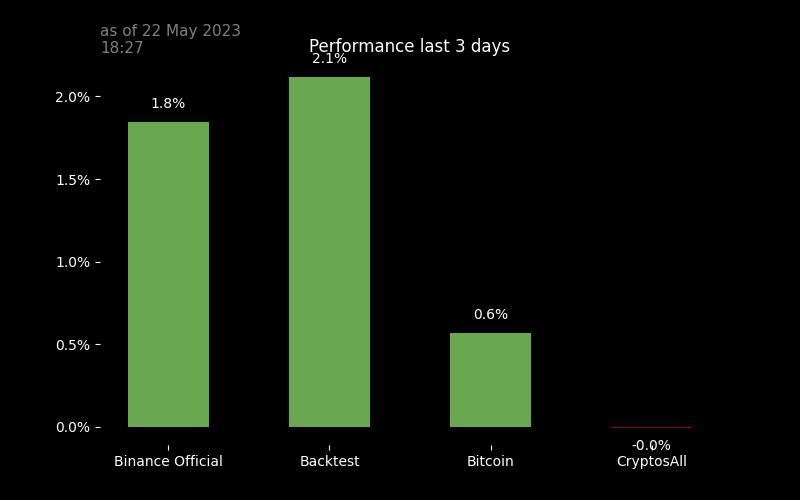 as of 22 May 2023
18:27
Performance last 3 days
2.1%
1.8%
0.6%
-0.0%
2.0%
1.5%
1.0%
0.5%
0.0%
Binance Official
Backtest
Bitcoin
CryptosAll